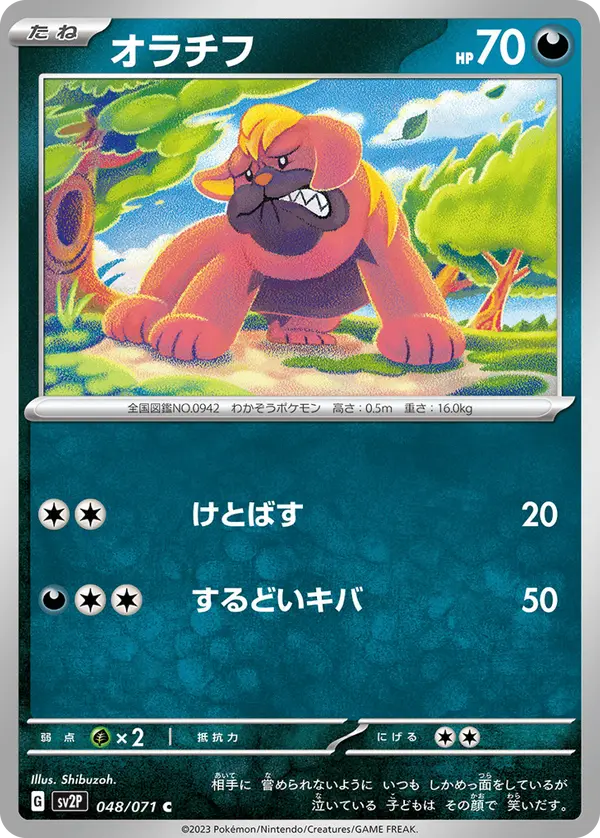 たね オラチフ HP70
全国図鑑NO.0942 わかぞうポケモン 高さ：0.5m 重さ：16.0kg
けとばす 20
するどいキバ 50
弱点 ×2 抵抗力 にげる
Illus. Shibuzoh.
G sv2P 048/071 C
相手に 嘗められないように いつも しかめっ面をしているが
泣いている 子どもは その顔で 笑いだす。
©2023 Pokémon/Nintendo/Creatures/GAME FREAK.